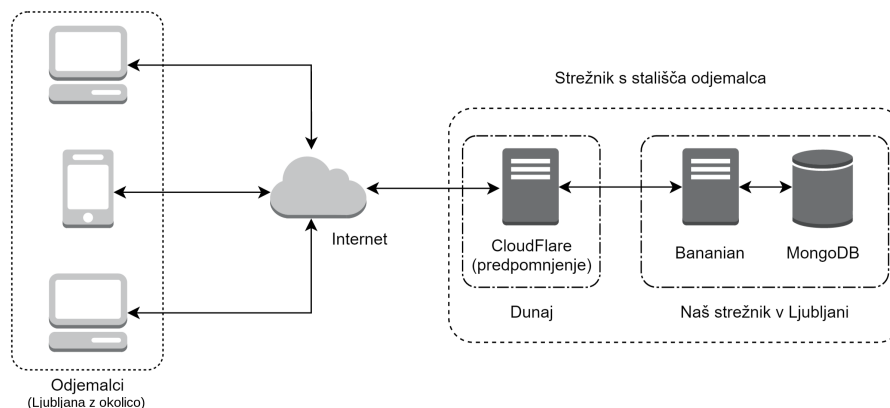 Strežnik s stališča odjemalca
Internet
CloudFlare
(predpomnjenje)
Bananian
MongoDB
Dunaj
Naš strežnik v Ljubljani
Odjemalci
(Ljubljana z okolico)